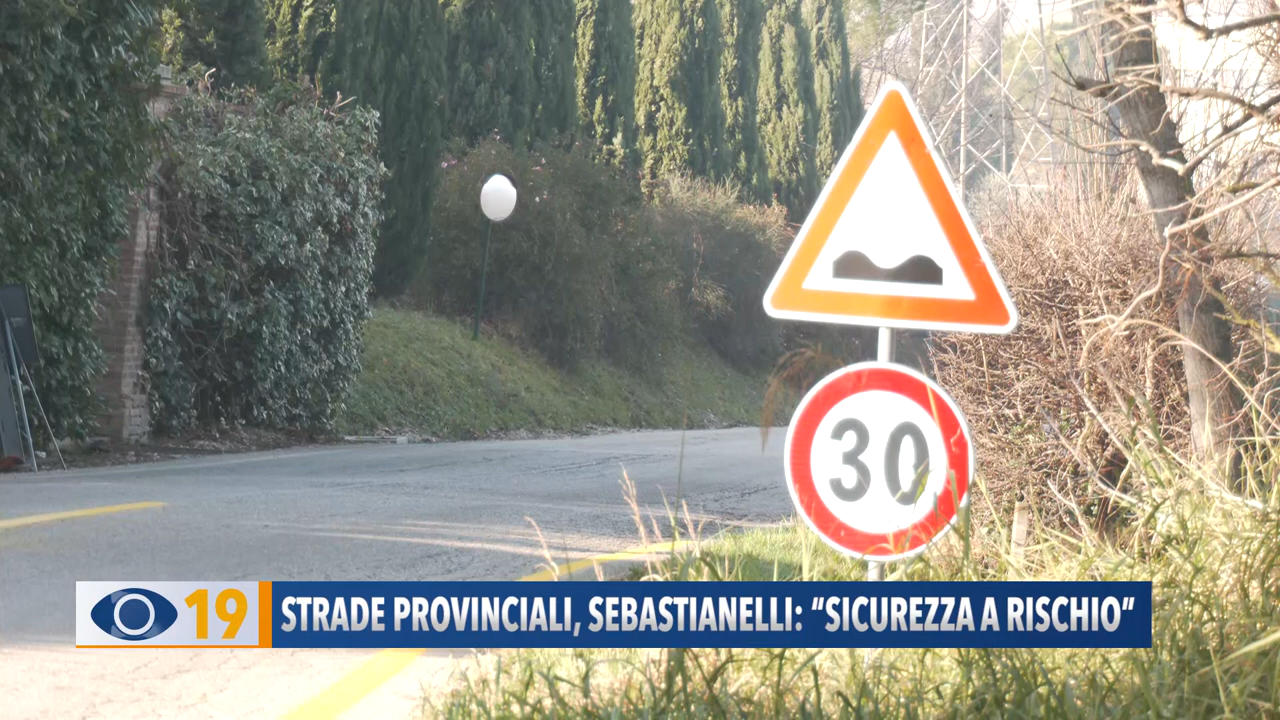 30
19 STRADE PROVINCIALI, SEBASTIANELLI: “SICUREZZA A RISCHIO”